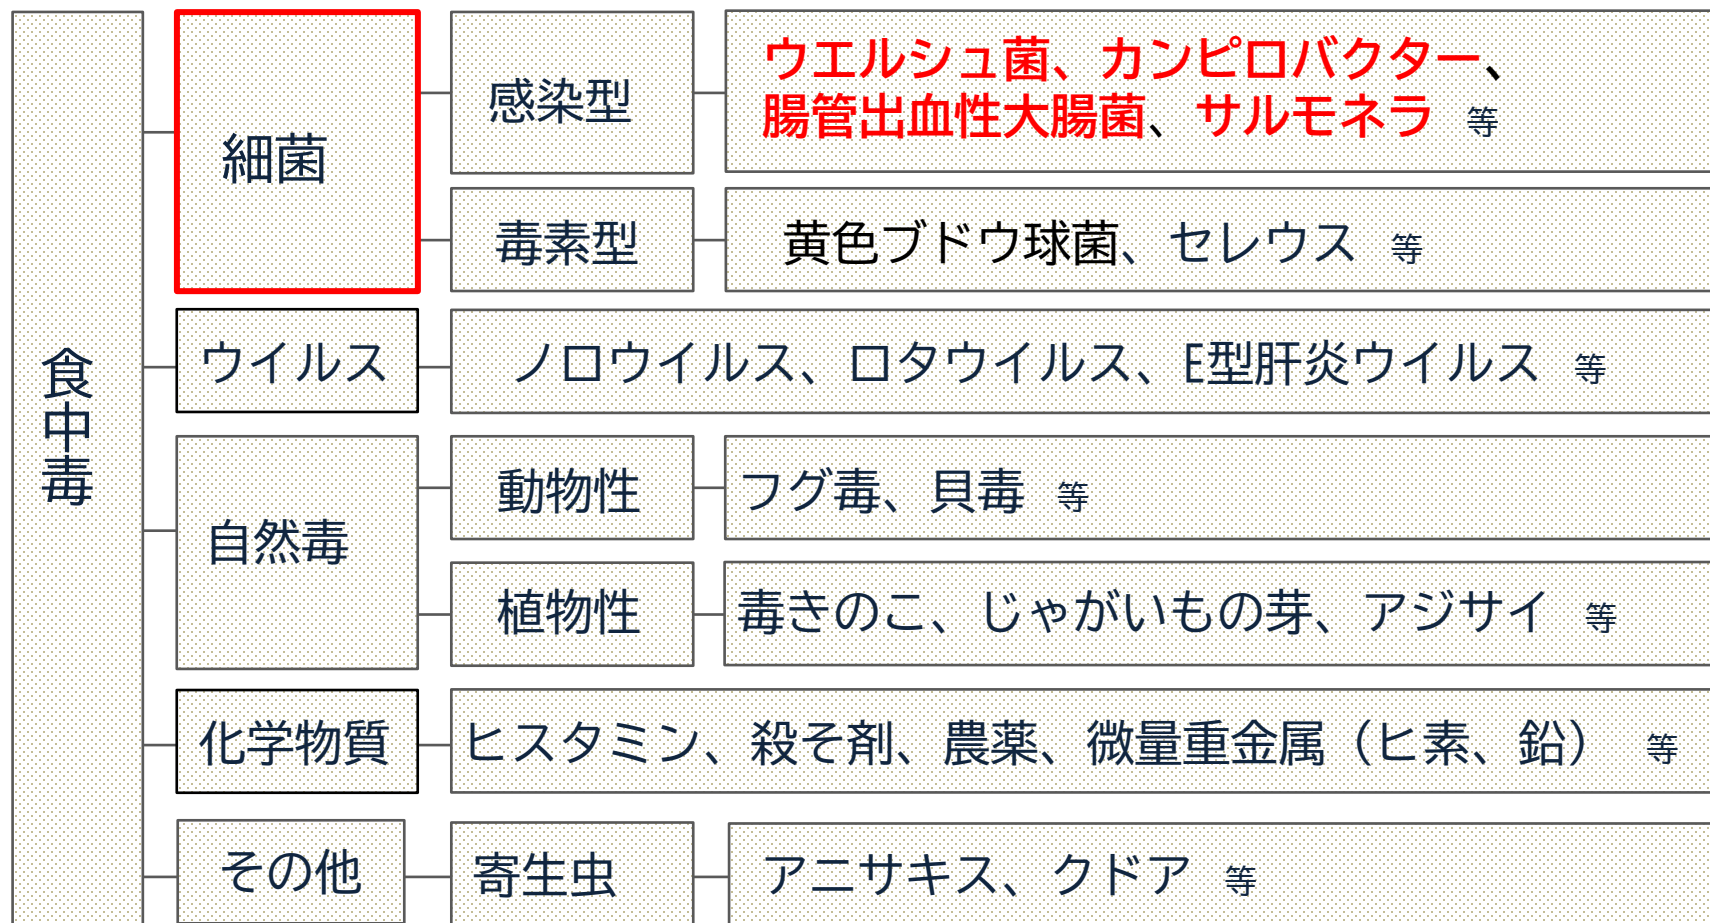 食中毒
細菌
感染型
ウエルシュ菌、カンピロバクター、
腸管出血性大腸菌、サルモネラ 等
毒素型
黄色ブドウ球菌、セレウス 等
ウイルス
ノロウイルス、ロタウイルス、E型肝炎ウイルス 等
自然毒
動物性
フグ毒、貝毒 等
植物性
毒きのこ、じゃがいもの芽、アジサイ 等
化学物質
ヒスタミン、殺そ剤、農薬、微量重金属（ヒ素、鉛） 等
その他
寄生虫
アニサキス、クドア 等